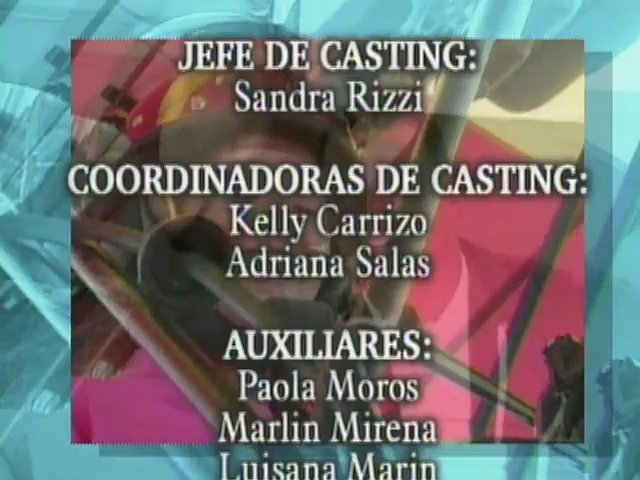 JEFE DE CASTING:
Sandra Rizzi
COORDINADORAS DE CASTING:
Kelly Carrizo
Adriana Salas
AUXILIARES:
Paola Moros
Marlin Mirena
Luisana Marin